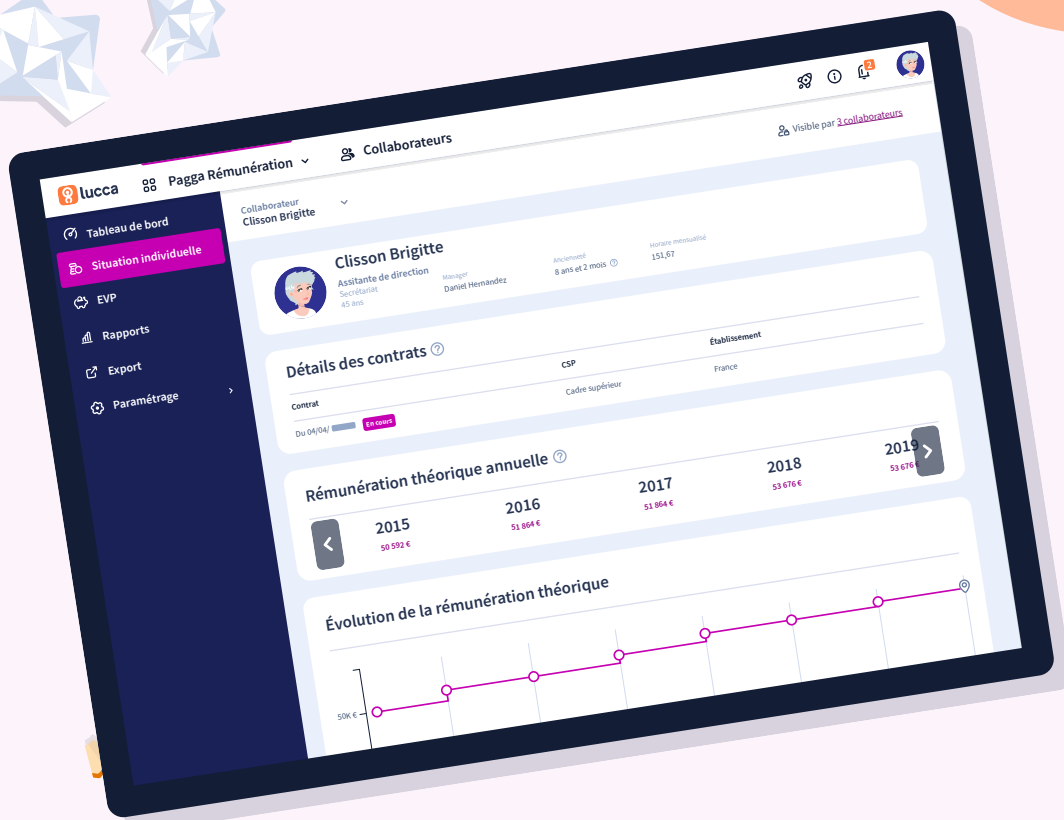 2
lucca
Pagga Rémunération
Collaborateurs
Visible par 3 collaborateurs
Collaborateur
Clisson Brigitte
Tableau de bord
Situation individuelle
EVP
Rapports
Export
Paramétrage
Clisson Brigitte
Assitante de direction
Secrétariat
45 ans
Manager
Daniel Hernandez
Ancienneté
8 ans et 2 mois
Horaire mensualisé
151,67
Détails des contrats
Contrat
CSP
Établissement
Du 04/04/
En cours
Cadre supérieur
France
Rémunération théorique annuelle
2015
2016
2017
2018
2019
50 592 €
51 864 €
51 864 €
53 676 €
53 676 €
Évolution de la rémunération théorique
50K €